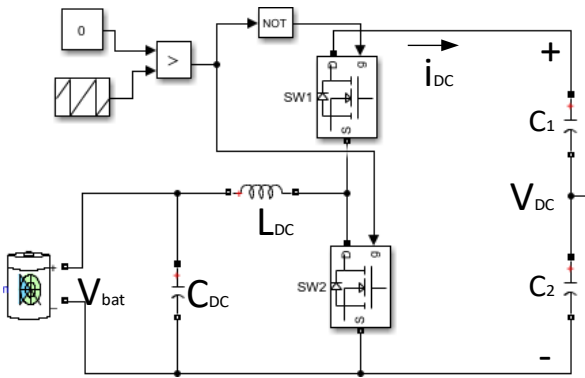 0
>
NOT
D
g
SW1
S
iDC
+
C1
LDC
VDC
D
g
SW2
S
Vbat
+
−
CDC
C2
-